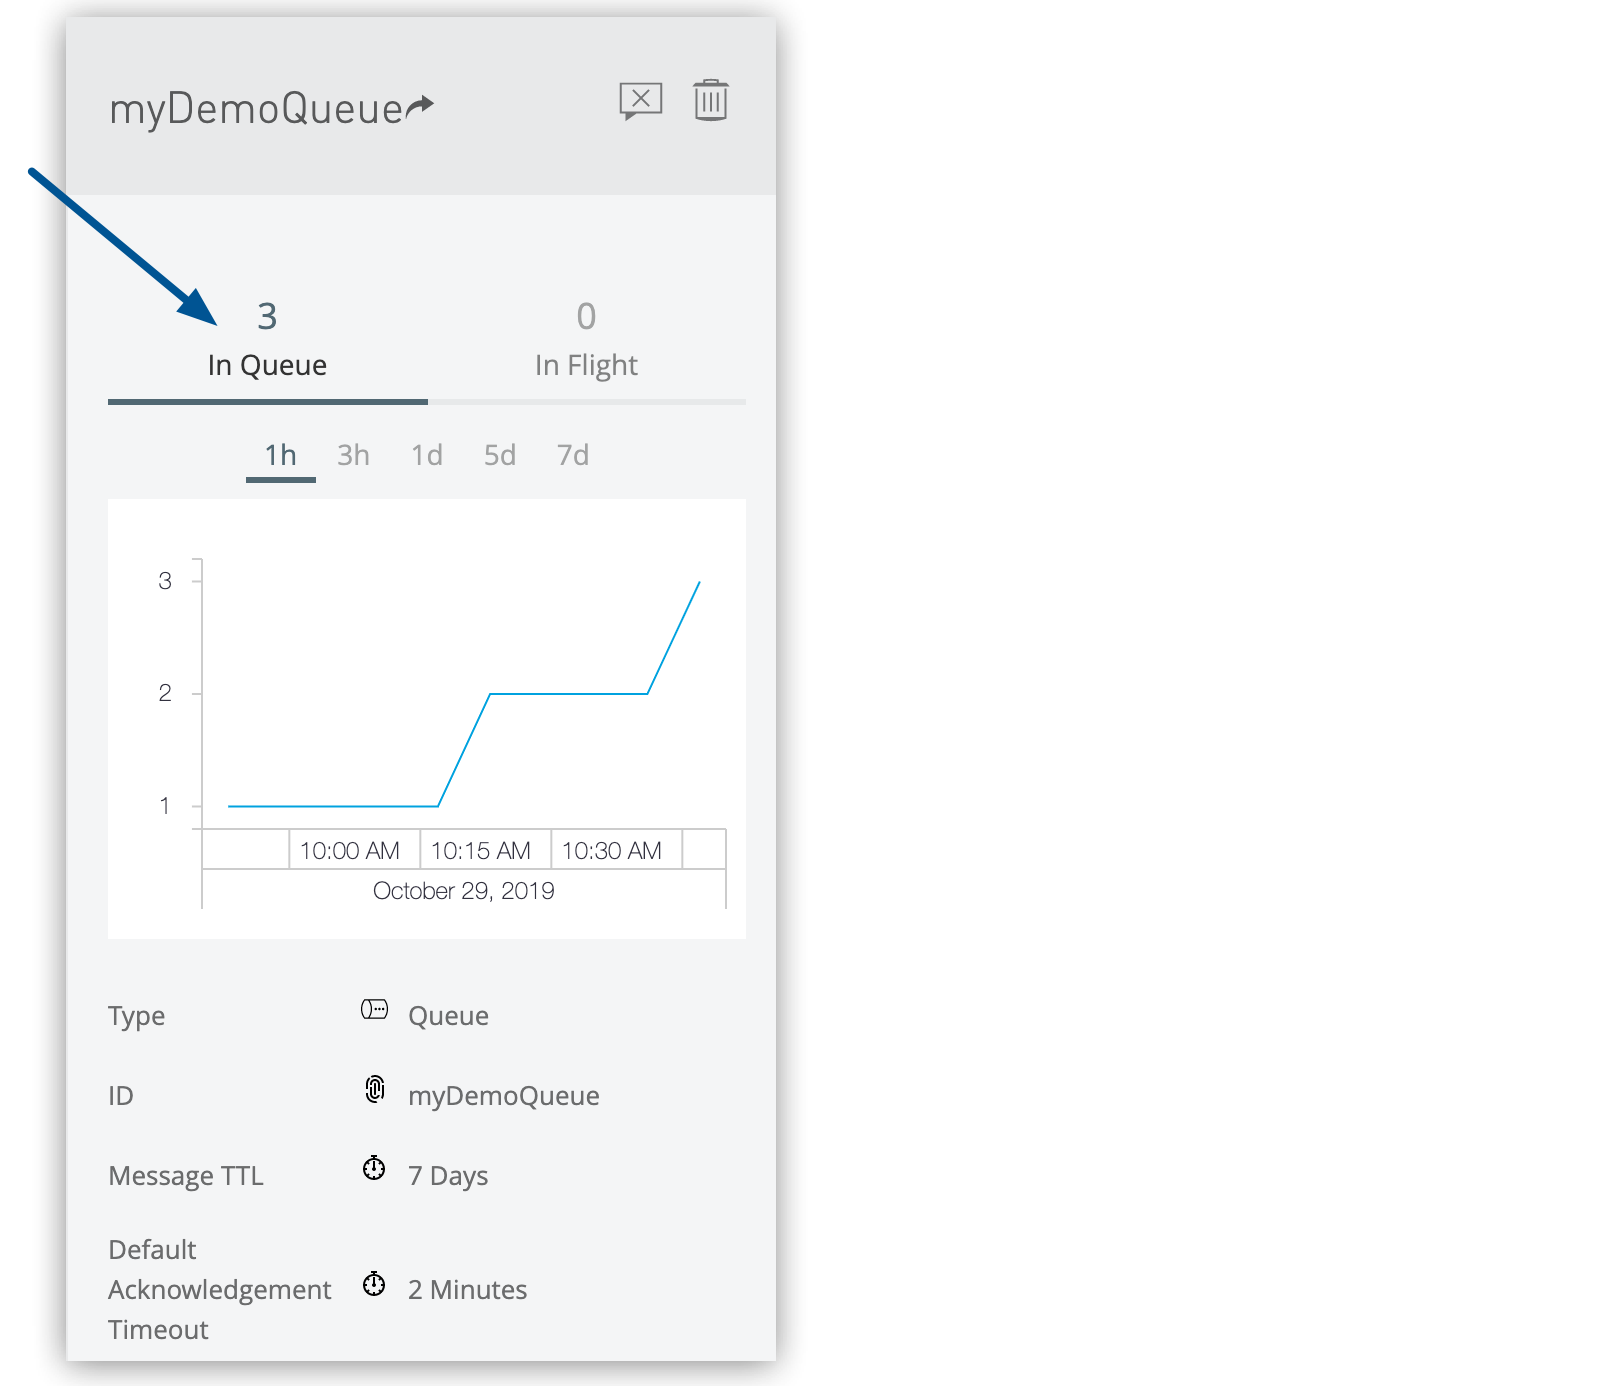 myDemoQueue
3 0
In Queue In Flight
1h 3h 1d 5d 7d
3
2
1
10:00 AM 10:15 AM 10:30 AM
October 29, 2019
Type Queue
ID myDemoQueue
Message TTL 7 Days
Default
Acknowledgement 2 Minutes
Timeout